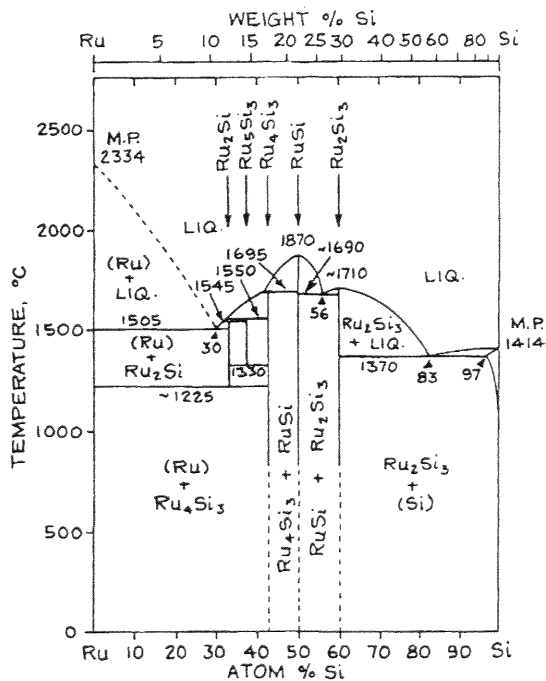 WEIGHT % Si
Ru 5 10 20 25 30 40 50 60 80 Si
M.P.
2334
Ru₂Si
Ru₅Si₃
Ru₄Si₃
RuSi
Ru₂Si₃
2500
2000
1500
1000
500
0
TEMPERATURE, °C
LIQ.
1870
1695
~1690
1550
~1710
1545
LIQ.
(Ru)
+
LIQ.
1505
30
56
Ru₂Si₃
+ LIQ.
M.P.
1414
(Ru)
+
Ru₂Si
1330
1370
83
97
~1225
(Ru)
+
Ru₄Si₃
Ru₄Si₃ + RuSi
RuSi + Ru₂Si₃
Ru₂Si₃
+
(Si)
Ru 10 20 30 40 50 60 70 80 90 Si
ATOM % Si